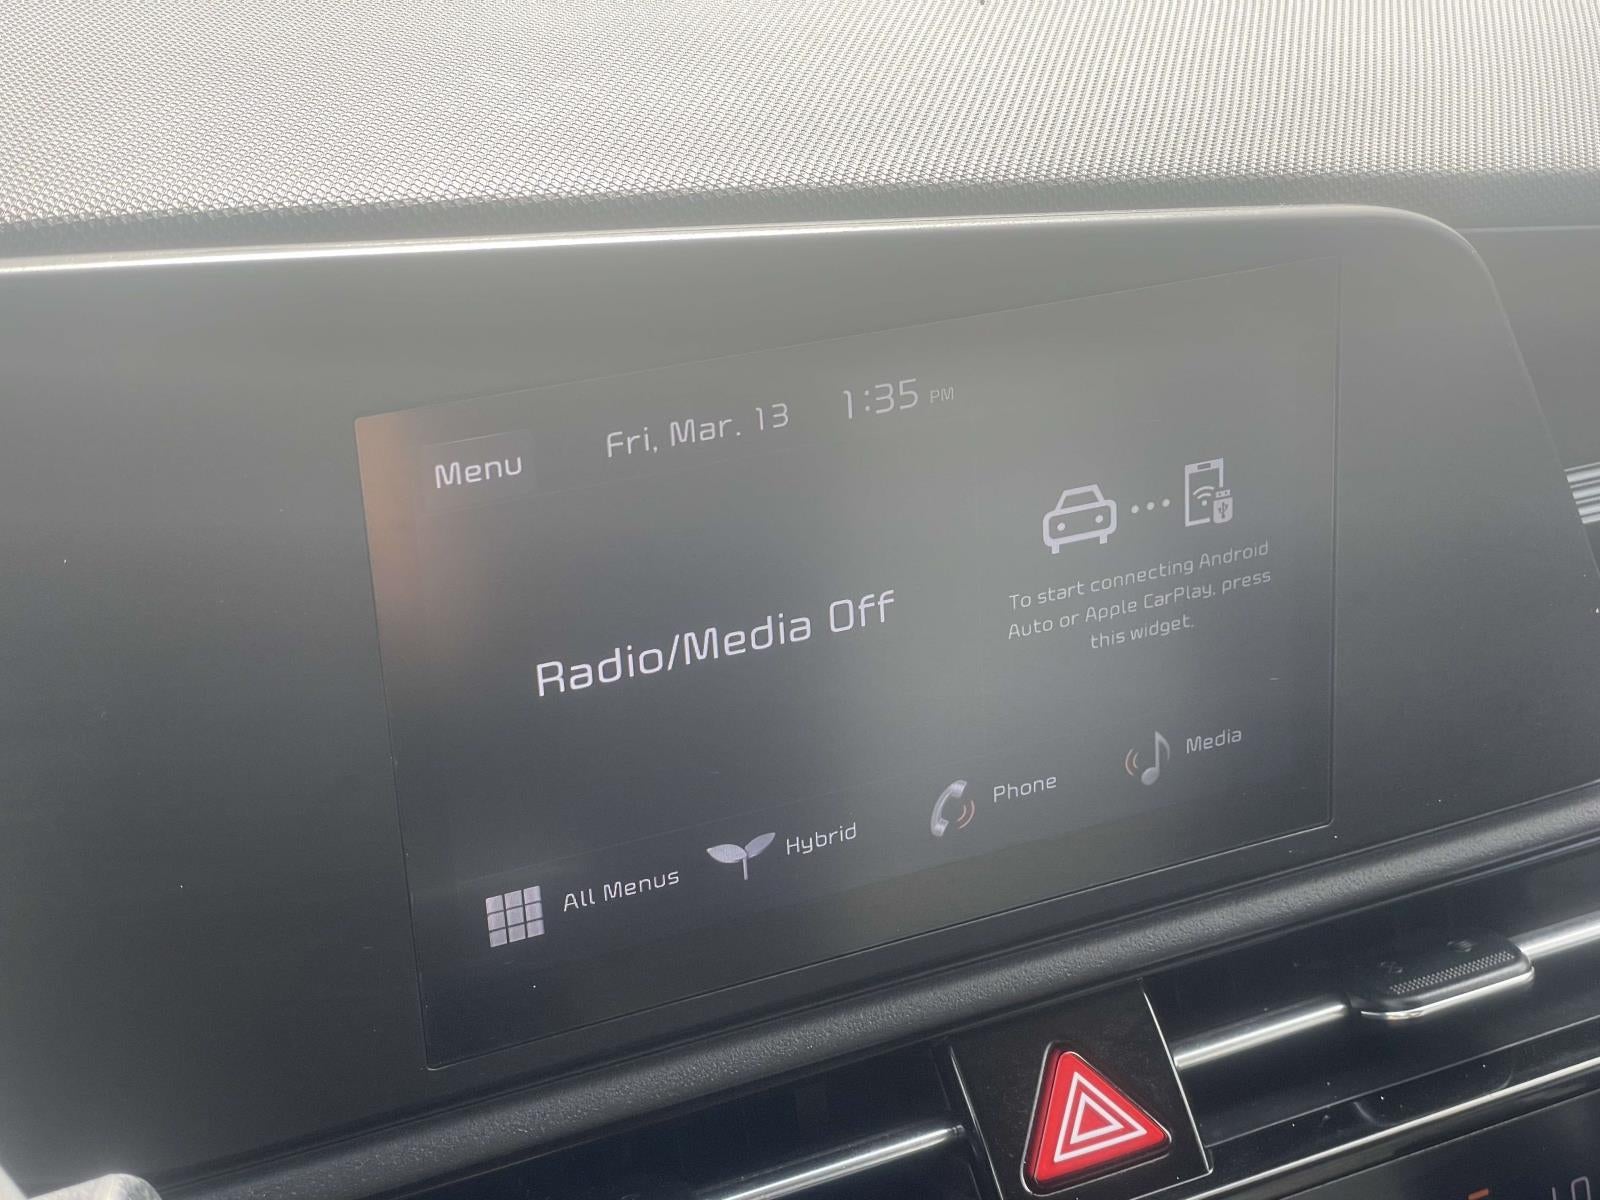 Menu
Fri, Mar. 13
1:35 PM
To start connecting Android
Auto or Apple CarPlay, press
this widget.
Radio/Media Off
All Menus
Hybrid
Phone
Media